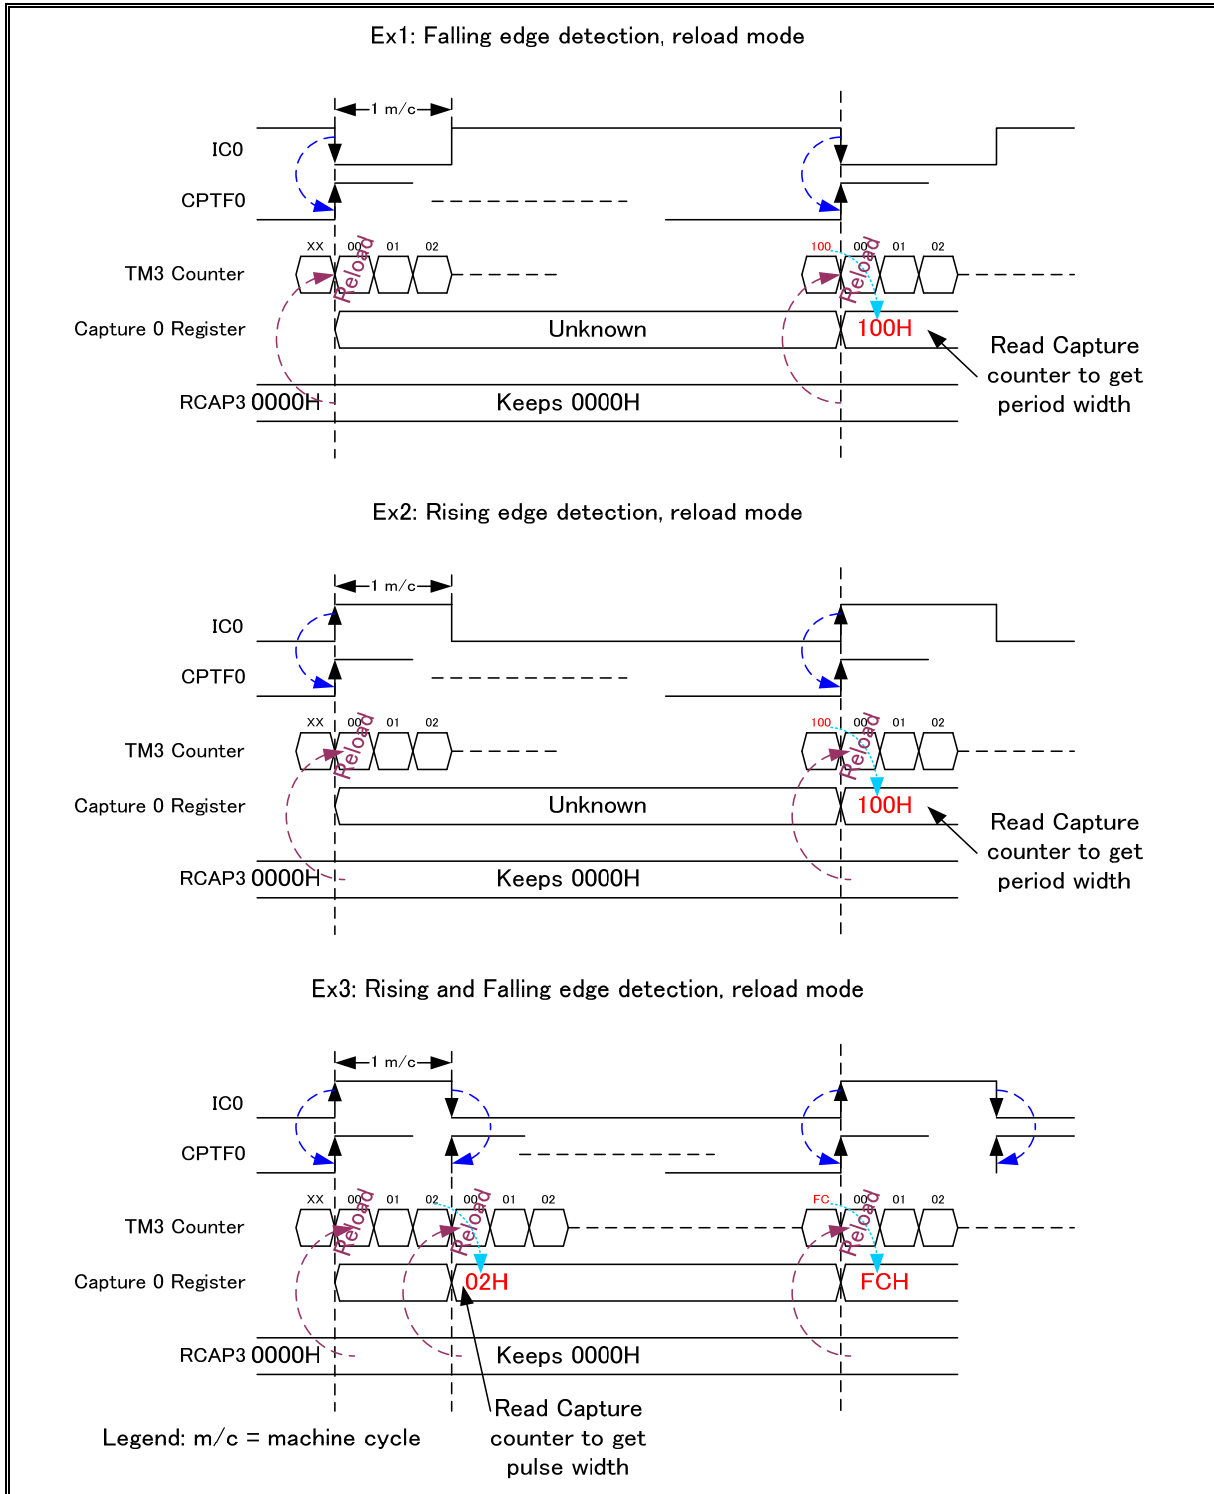 Ex1: Falling edge detection, reload mode
1 m/c
IC0
CPTF0
XX 00 01 02 100 00 01 02
TM3 Counter
Reload Reload
Capture 0 Register Unknown 100H
Read Capture
counter to get
period width
RCAP3 0000H Keeps 0000H
Ex2: Rising edge detection, reload mode
1 m/c
IC0
CPTF0
XX 00 01 02 100 00 01 02
TM3 Counter
Reload Reload
Capture 0 Register Unknown 100H
Read Capture
counter to get
period width
RCAP3 0000H Keeps 0000H
Ex3: Rising and Falling edge detection, reload mode
1 m/c
IC0
CPTF0
XX 00 01 02 00 01 02 FC 00 01 02
TM3 Counter
Reload Reload Reload
Capture 0 Register 02H FCH
RCAP3 0000H Keeps 0000H
Read Capture
counter to get
pulse width
Legend: m/c = machine cycle